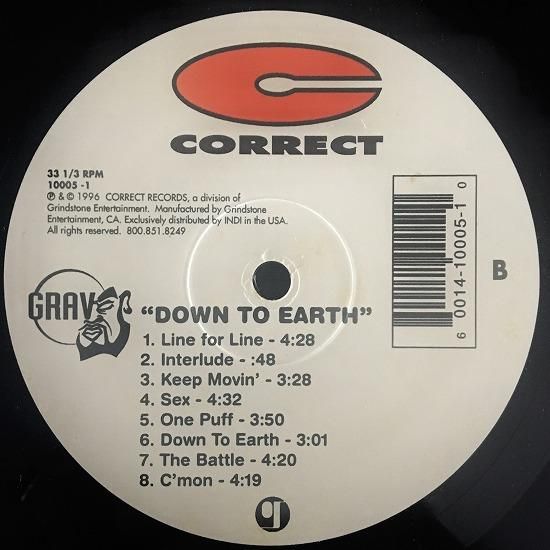 CORRECT
33 1/3 RPM
10005 -1
℗ & © 1996 CORRECT RECORDS, a division of
Grindstone Entertainment. Manufactured by Grindstone
Entertainment, CA. Exclusively distributed by INDI in the USA.
All rights reserved. 800.851.8249
6 0014-10005-1 0
B
GRAV
"DOWN TO EARTH"
1. Line for Line - 4:28
2. Interlude - :48
3. Keep Movin' - 3:28
4. Sex - 4:32
5. One Puff - 3:50
6. Down To Earth - 3:01
7. The Battle - 4:20
8. C'mon - 4:19